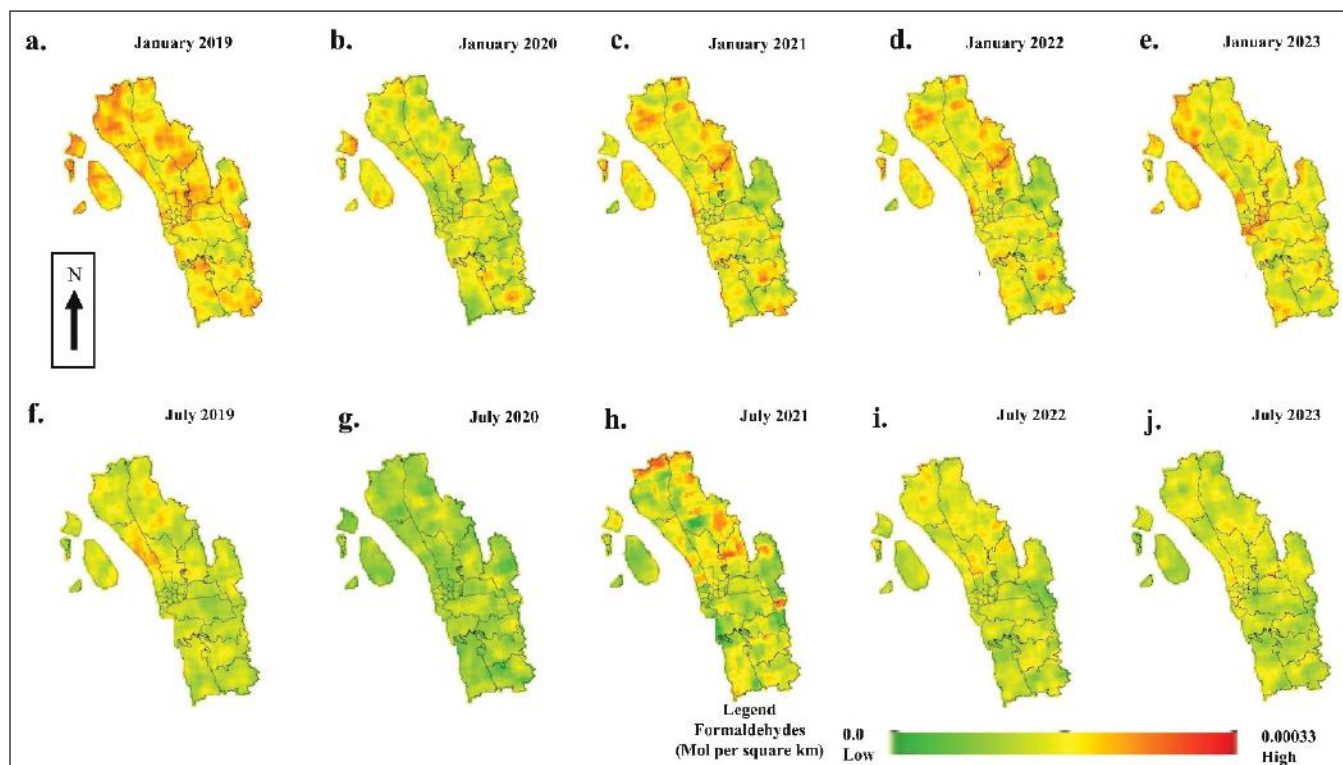 a. January 2019
b. January 2020
c. January 2021
d. January 2022
e. January 2023
N
f. July 2019
g. July 2020
h. July 2021
i. July 2022
j. July 2023
Legend
Formaldehydes
(Mol per square km)
0.0
Low
0.00033
High